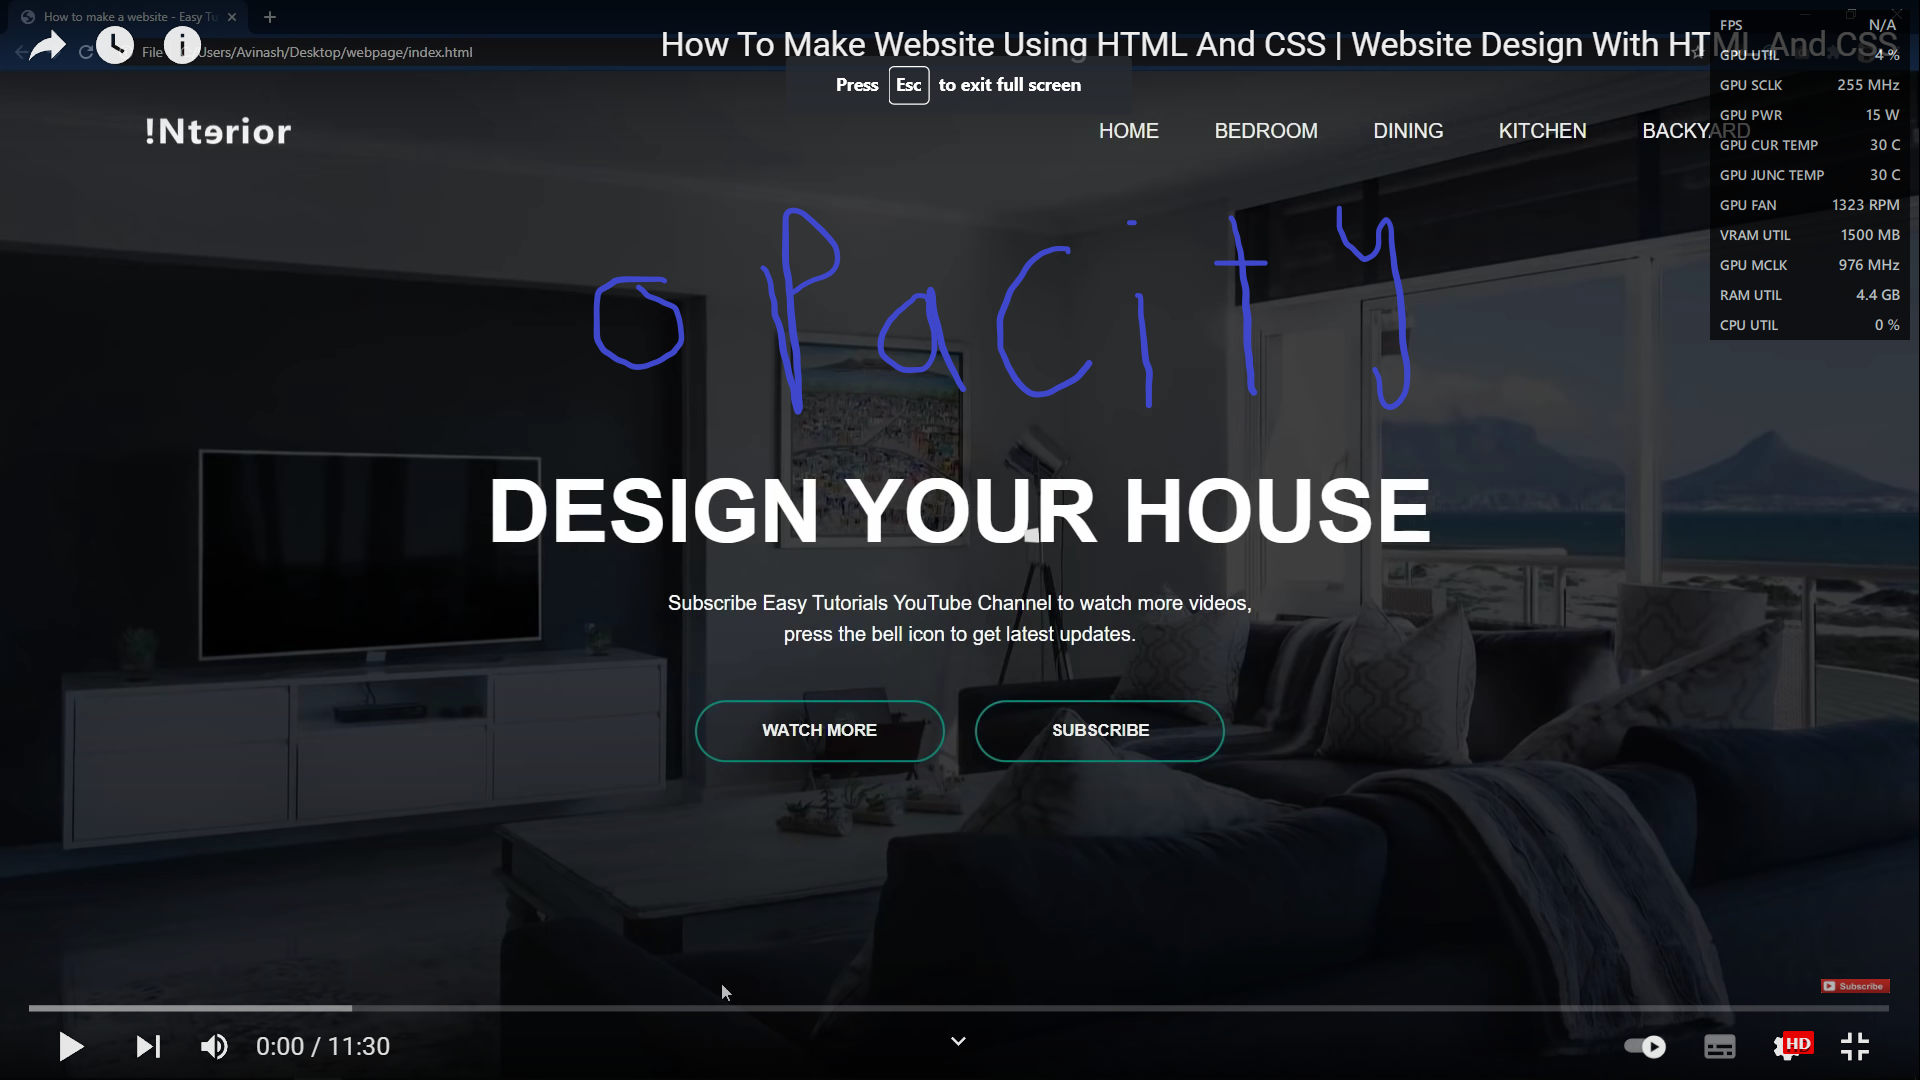 How to make a website - Easy Tu
File
Users/Avinash/Desktop/webpage/index.html
How To Make Website Using HTML And CSS | Website Design With HTML And CSS
Press Esc to exit full screen
!Nterior
HOME BEDROOM DINING KITCHEN BACKYARD
FPS N/A
GPU UTIL 4 %
GPU SCLK 255 MHz
GPU PWR 15 W
GPU CUR TEMP 30 C
GPU JUNC TEMP 30 C
GPU FAN 1323 RPM
VRAM UTIL 1500 MB
GPU MCLK 976 MHz
RAM UTIL 4.4 GB
CPU UTIL 0 %
oPaCity
DESIGN YOUR HOUSE
Subscribe Easy Tutorials YouTube Channel to watch more videos,
press the bell icon to get latest updates.
WATCH MORE SUBSCRIBE
Subscribe
0:00 / 11:30
HD